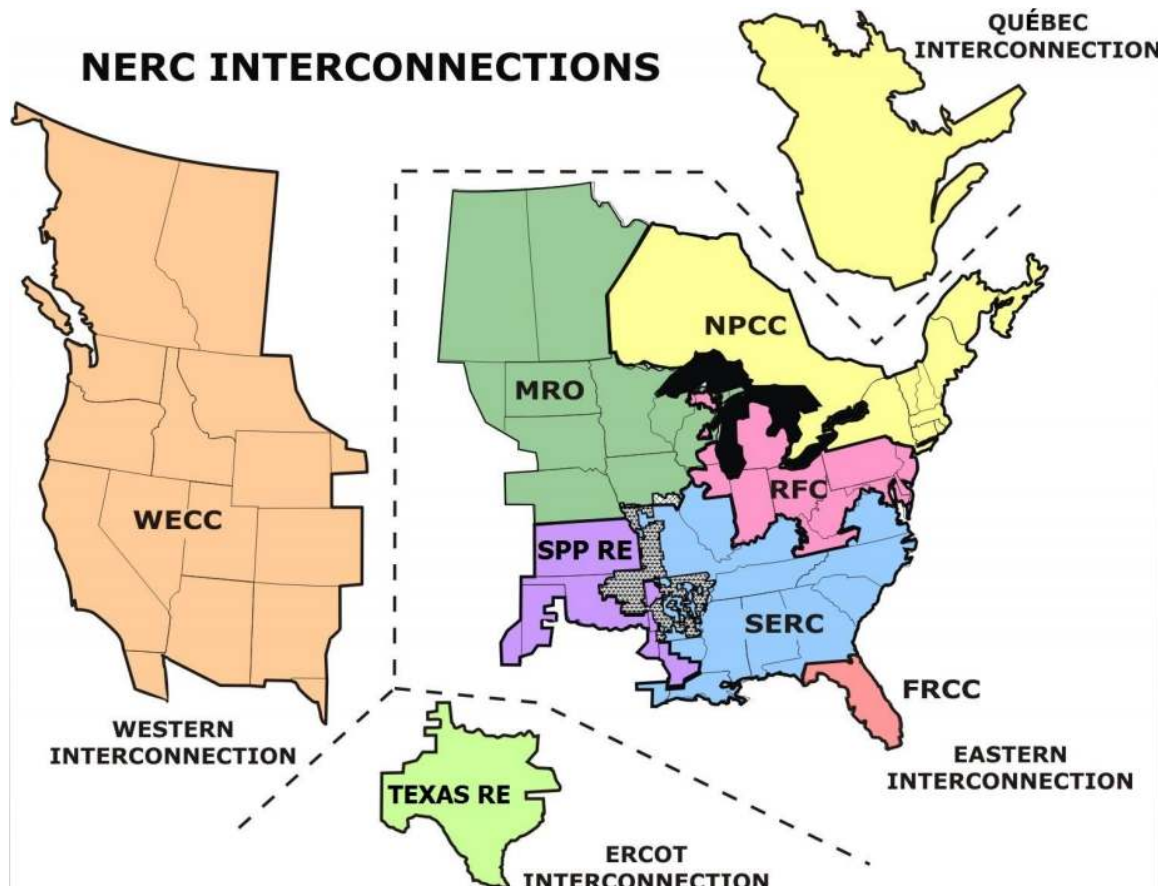 QUÉBEC
INTERCONNECTION
NERC INTERCONNECTIONS
NPCC
MRO
RFC
WECC
SPP RE
SERC
FRCC
WESTERN
INTERCONNECTION
EASTERN
INTERCONNECTION
TEXAS RE
ERCOT
INTERCONNECTION